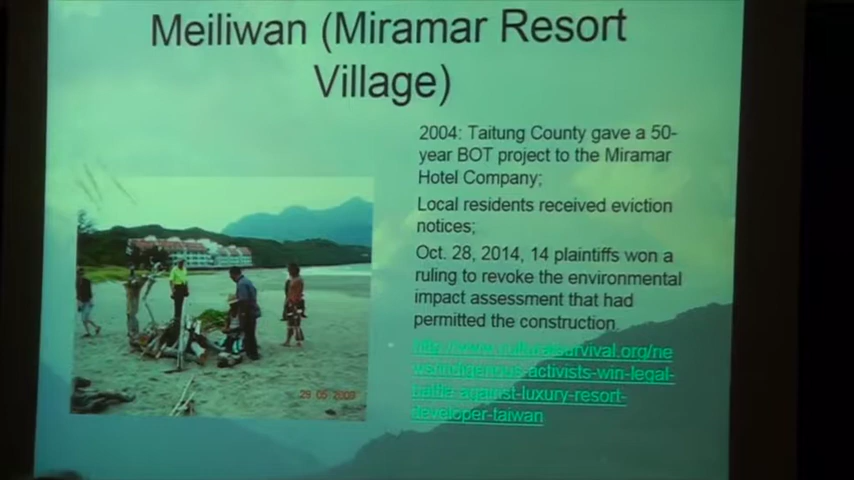 Meiliwan (Miramar Resort
Village)
2004: Taitung County gave a 50-
year BOT project to the Miramar
Hotel Company;
Local residents received eviction
notices;
Oct. 28, 2014, 14 plaintiffs won a
ruling to revoke the environmental
impact assessment that had
permitted the construction.
http://www.culturalsurvival.org/ne
ws/indigenous-activists-win-legal-
battle-against-luxury-resort-
developer-taiwan
29 05 2009